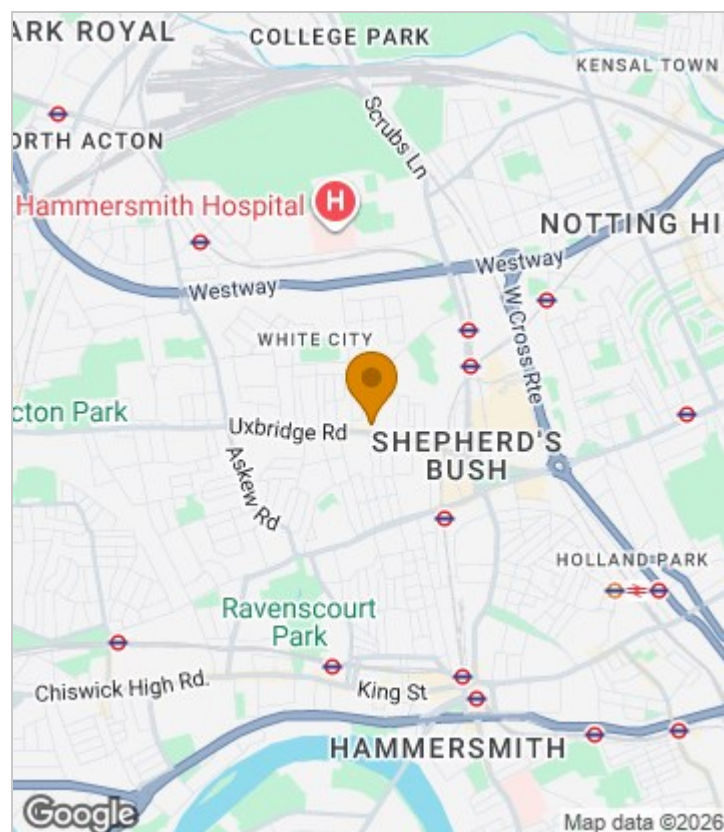 ARK ROYAL
COLLEGE PARK
KENSAL TOWN
ORTH ACTON
Scrubs Ln
Hammersmith Hospital
H
NOTTING HI
Westway
Westway
W Cross Rte
WHITE CITY
cton Park
Uxbridge Rd
SHEPHERD'S
BUSH
Askew Rd
HOLLAND PARK
Ravenscourt
Park
Chiswick High Rd.
King St
HAMMERSMITH
Google
Map data ©2026